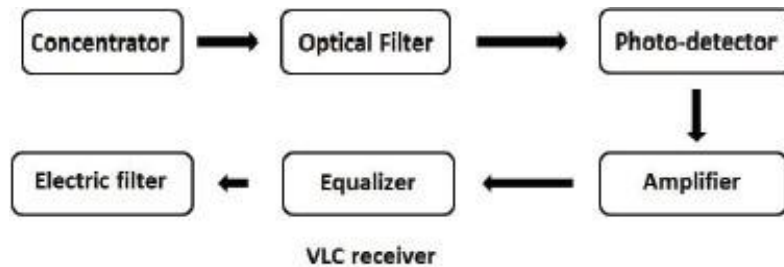 Concentrator
Optical Filter
Photo-detector
Amplifier
Equalizer
Electric filter
VLC receiver